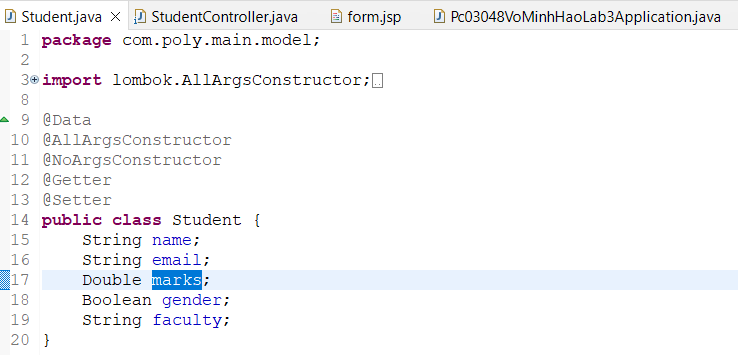 Student.java StudentController.java form.jsp Pc03048VoMinhHaoLab3Application.java
1 package com.poly.main.model;
2
3 import lombok.AllArgsConstructor;
8
9 @Data
10 @AllArgsConstructor
11 @NoArgsConstructor
12 @Getter
13 @Setter
14 public class Student {
15 String name;
16 String email;
17 Double marks;
18 Boolean gender;
19 String faculty;
20 }